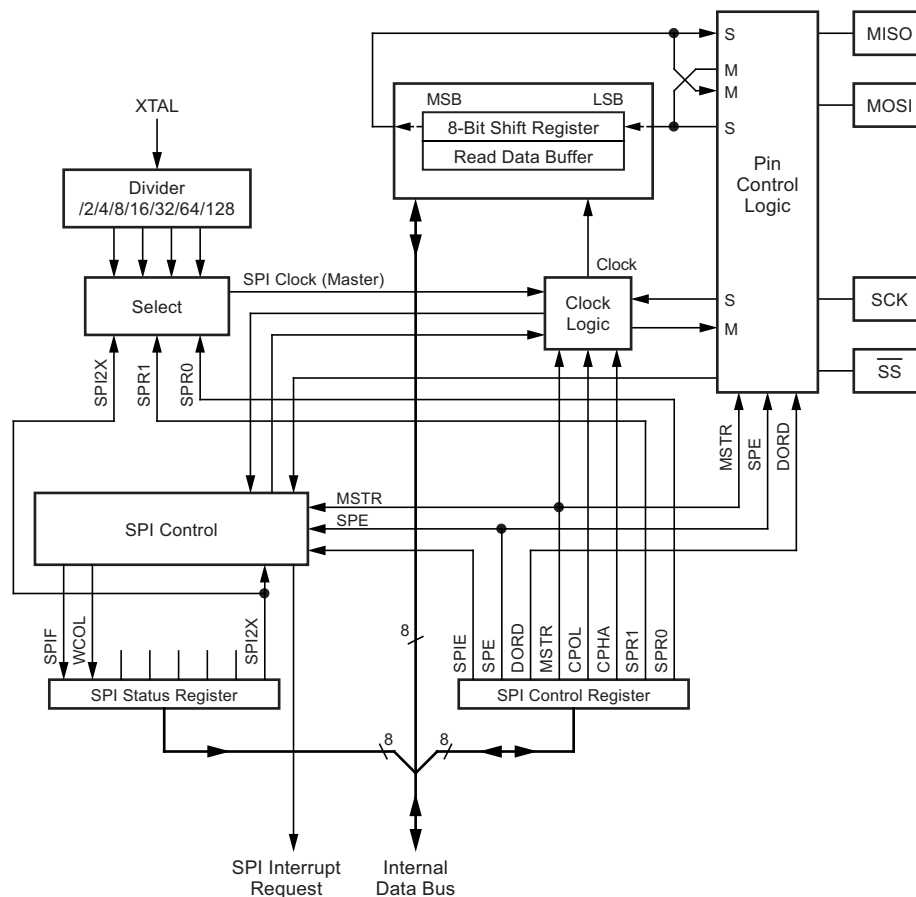 S
MISO
M
M
MOSI
MSB
LSB
XTAL
8-Bit Shift Register
S
Read Data Buffer
Pin
Control
Logic
Divider
/2/4/8/16/32/64/128
Clock
SPI Clock (Master)
Select
Clock
Logic
S
SCK
M
SS
SPI2X
SPR1
SPR0
MSTR
SPE
DORD
MSTR
SPI Control
SPE
SPIF
WCOL
SPI2X
8
SPIE
SPE
DORD
MSTR
CPOL
CPHA
SPR1
SPR0
SPI Status Register
SPI Control Register
8
8
SPI Interrupt
Request
Internal
Data Bus